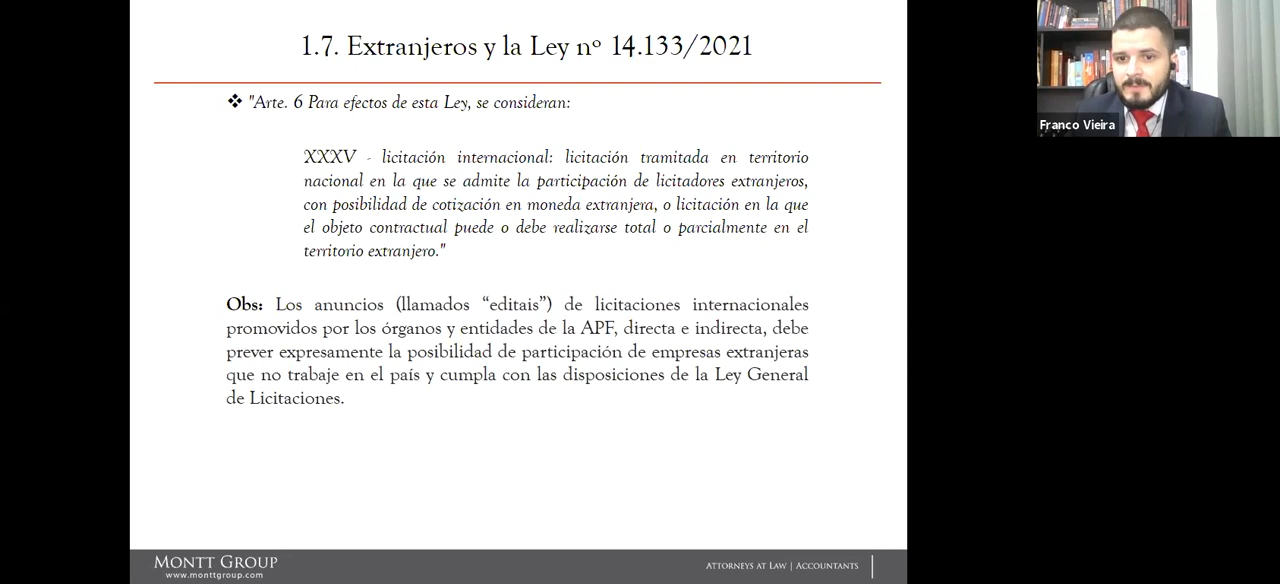 1.7. Extranjeros y la Ley nº 14.133/2021
❖ "Arte. 6 Para efectos de esta Ley, se consideran:
XXXV - licitación internacional: licitación tramitada en territorio
nacional en la que se admite la participación de licitadores extranjeros,
con posibilidad de cotización en moneda extranjera, o licitación en la que
el objeto contractual puede o debe realizarse total o parcialmente en el
territorio extranjero."
Obs: Los anuncios (llamados “editais”) de licitaciones internacionales
promovidos por los órganos y entidades de la APF, directa e indirecta, debe
prever expresamente la posibilidad de participación de empresas extranjeras
que no trabaje en el país y cumpla con las disposiciones de la Ley General
de Licitaciones.
MONTT GROUP
www.monttgroup.com
ATTORNEYS AT LAW | ACCOUNTANTS
Franco Vieira